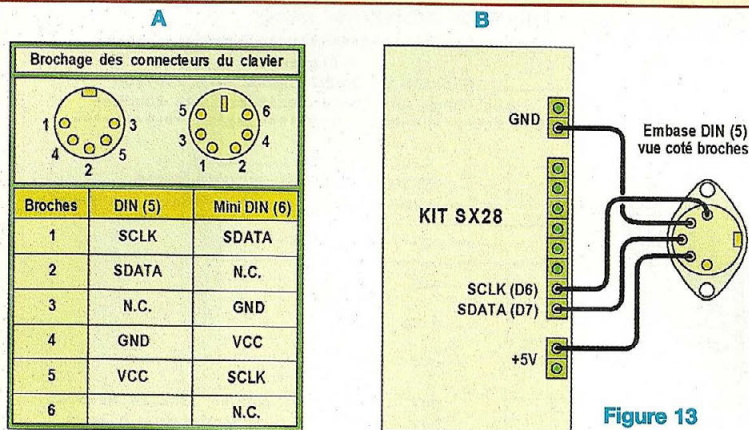 A
Brochage des connecteurs du clavier
1 3
4 5
2
5 6
3 4
1 2
Broches DIN (5) Mini DIN (6)
1 SCLK SDATA
2 SDATA N.C.
3 N.C. GND
4 GND VCC
5 VCC SCLK
6 N.C.
B
GND
KIT SX28
SCLK (D6)
SDATA (D7)
+5V
Embase DIN (5)
vue coté broches
Figure 13